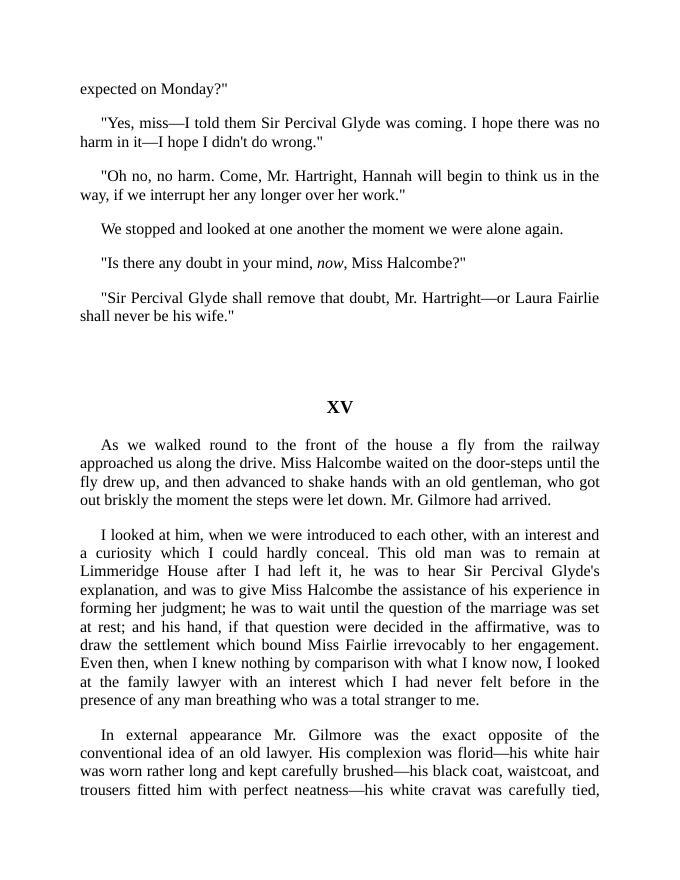 expected on Monday?"
"Yes, miss—I told them Sir Percival Glyde was coming. I hope there was no
harm in it—I hope I didn't do wrong."
"Oh no, no harm. Come, Mr. Hartright, Hannah will begin to think us in the
way, if we interrupt her any longer over her work."
We stopped and looked at one another the moment we were alone again.
"Is there any doubt in your mind, now, Miss Halcombe?"
"Sir Percival Glyde shall remove that doubt, Mr. Hartright—or Laura Fairlie
shall never be his wife."
XV
As we walked round to the front of the house a fly from the railway
approached us along the drive. Miss Halcombe waited on the door-steps until the
fly drew up, and then advanced to shake hands with an old gentleman, who got
out briskly the moment the steps were let down. Mr. Gilmore had arrived.
I looked at him, when we were introduced to each other, with an interest and
a curiosity which I could hardly conceal. This old man was to remain at
Limmeridge House after I had left it, he was to hear Sir Percival Glyde's
explanation, and was to give Miss Halcombe the assistance of his experience in
forming her judgment; he was to wait until the question of the marriage was set
at rest; and his hand, if that question were decided in the affirmative, was to
draw the settlement which bound Miss Fairlie irrevocably to her engagement.
Even then, when I knew nothing by comparison with what I know now, I looked
at the family lawyer with an interest which I had never felt before in the
presence of any man breathing who was a total stranger to me.
In external appearance Mr. Gilmore was the exact opposite of the
conventional idea of an old lawyer. His complexion was florid—his white hair
was worn rather long and kept carefully brushed—his black coat, waistcoat, and
trousers fitted him with perfect neatness—his white cravat was carefully tied,